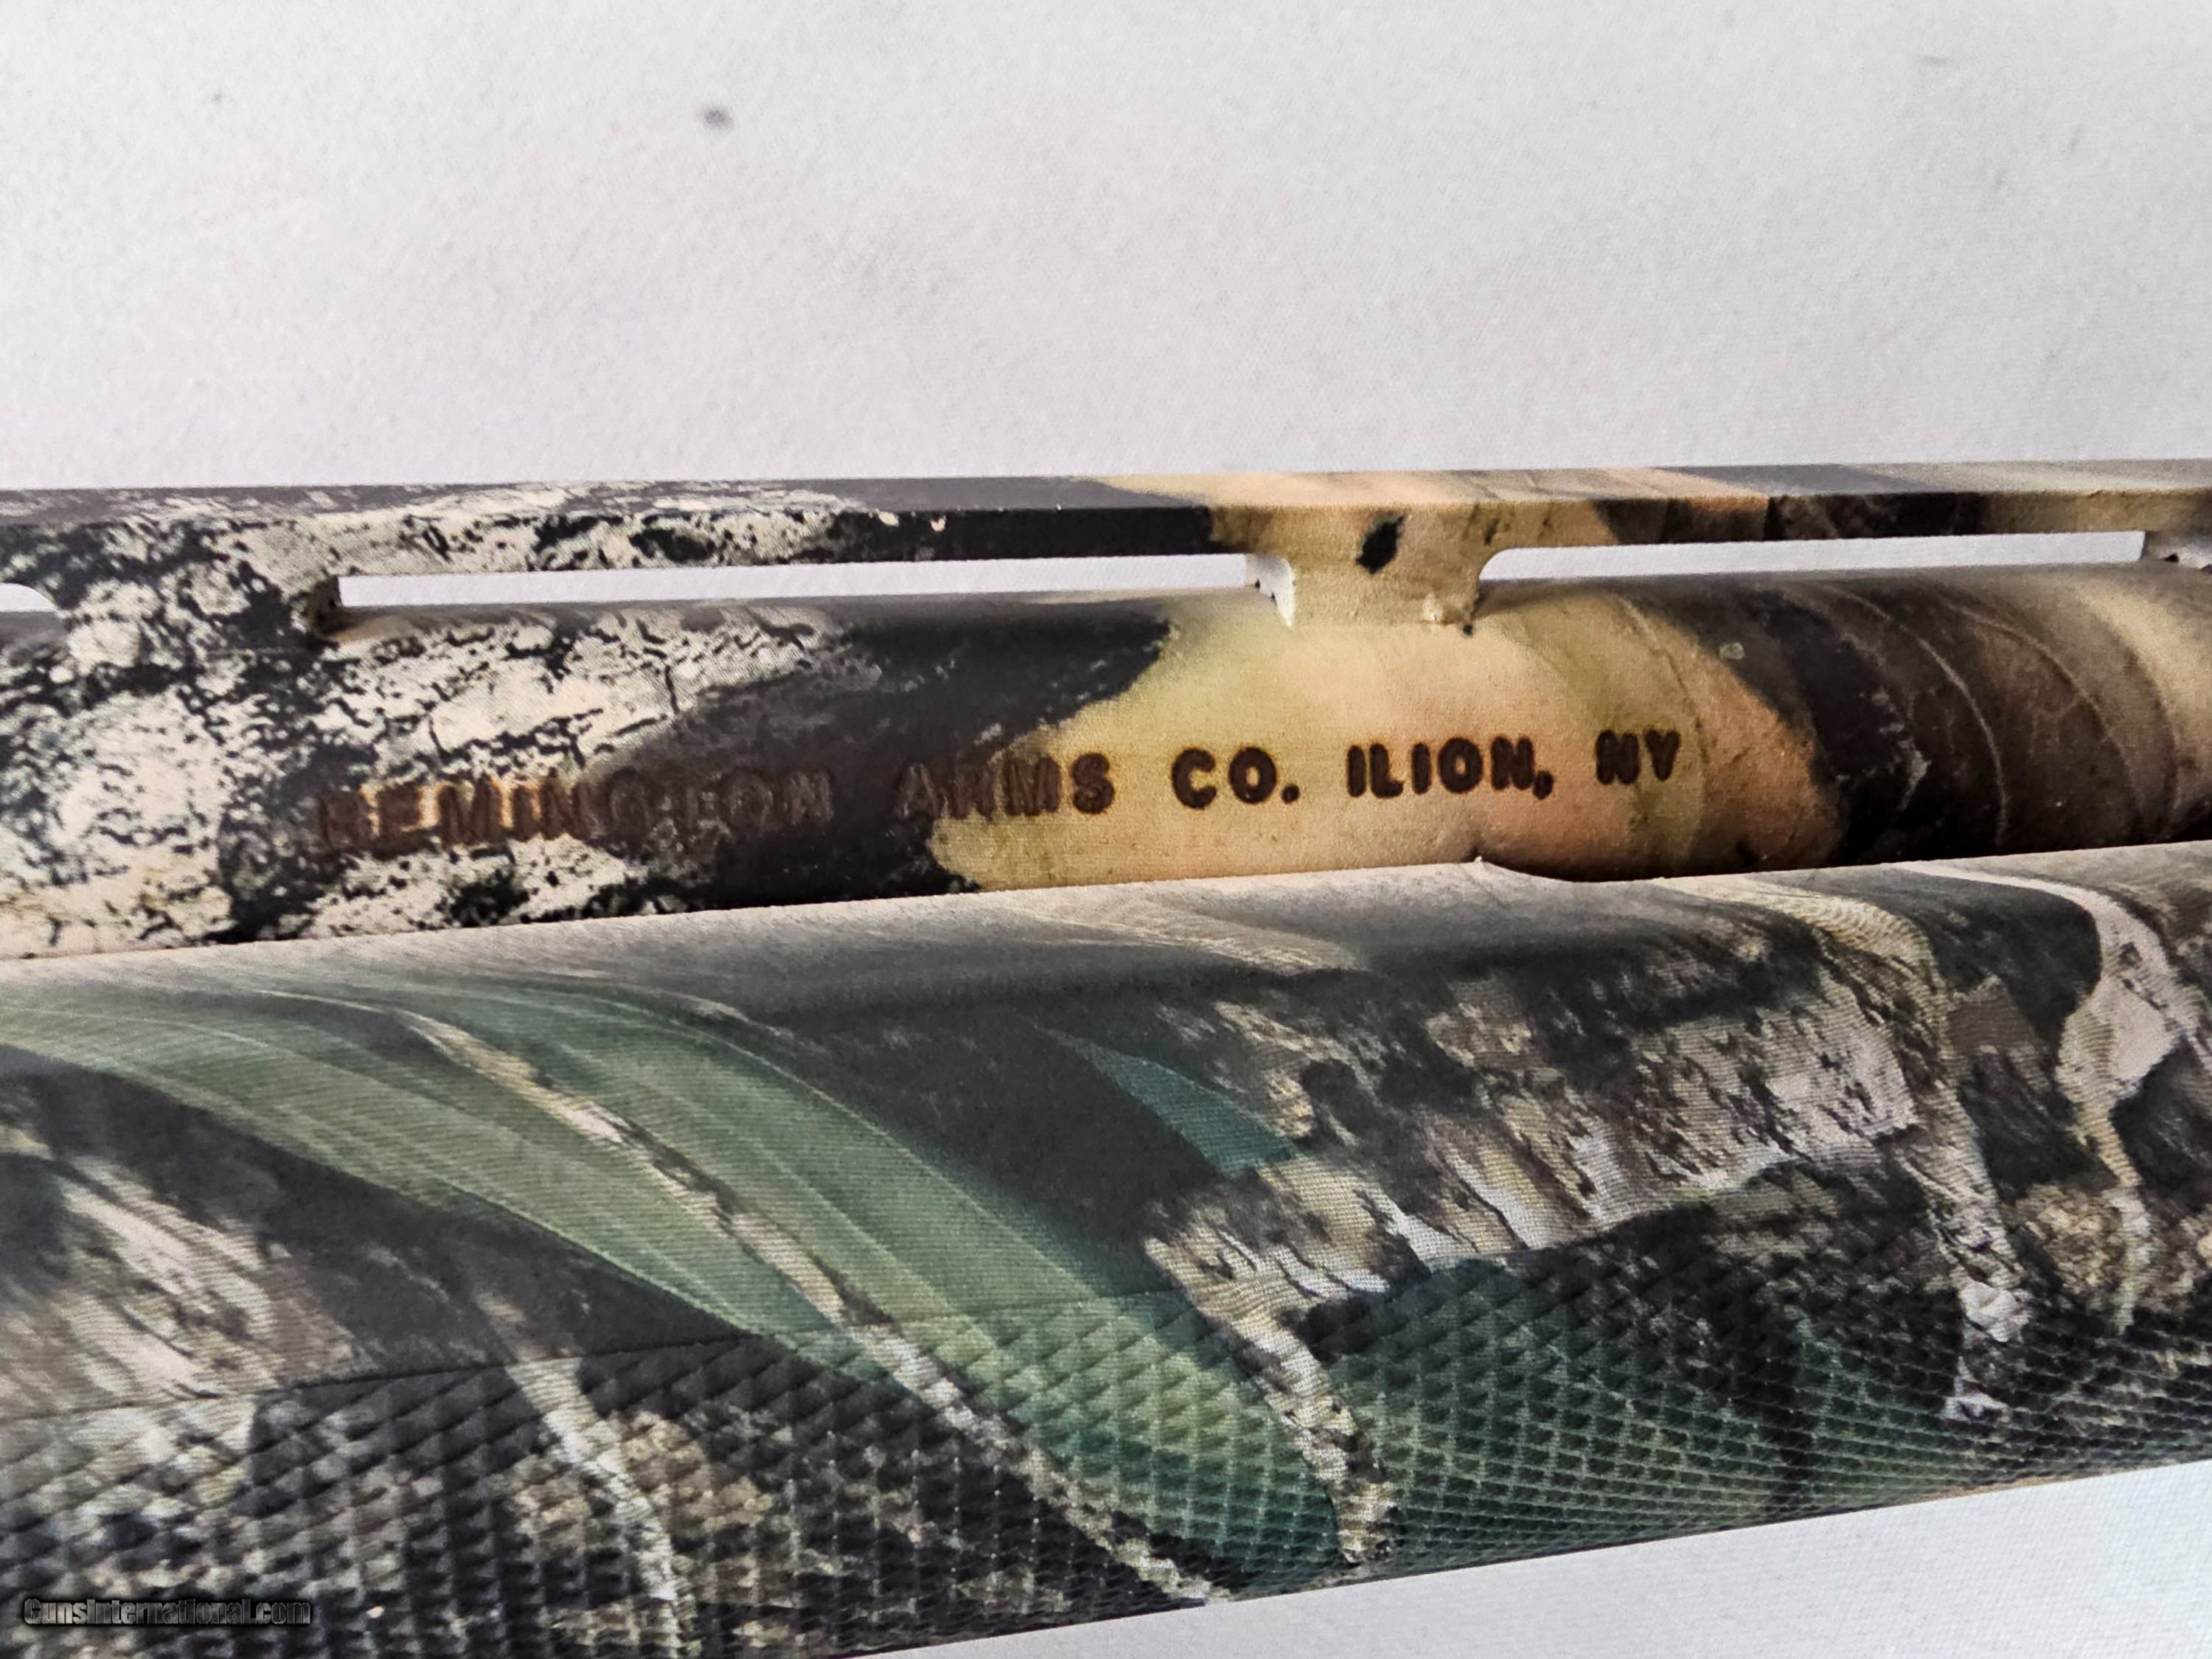 REMINGTON ARMS CO. ILION, NY
GunsInternational.com